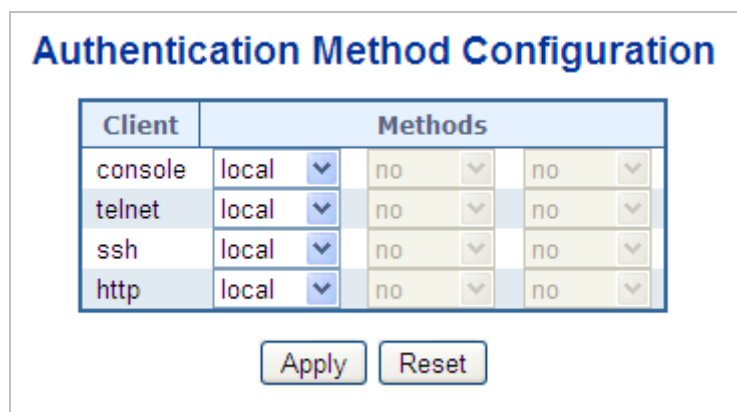 Authentication Method Configuration
Client Methods
console local no no
telnet local no no
ssh local no no
http local no no
Apply Reset